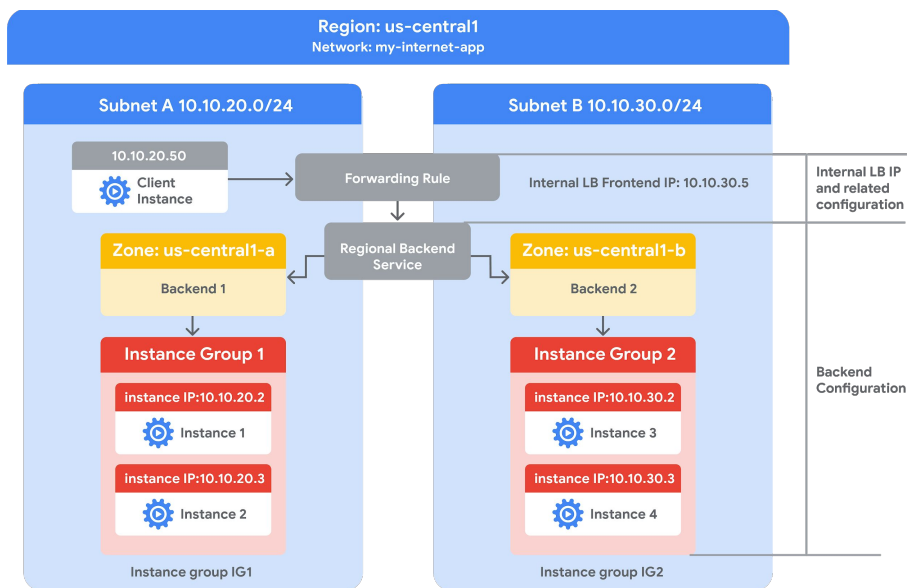 Region: us-central1
Network: my-internet-app
Subnet A 10.10.20.0/24
Subnet B 10.10.30.0/24
10.10.20.50
Client
Instance
Forwarding Rule
Internal LB Frontend IP: 10.10.30.5
Internal LB IP
and related
configuration
Regional Backend
Service
Zone: us-central1-a
Backend 1
Zone: us-central1-b
Backend 2
Instance Group 1
instance IP:10.10.20.2
Instance 1
instance IP:10.10.20.3
Instance 2
Instance group IG1
Instance Group 2
instance IP:10.10.30.2
Instance 3
instance IP:10.10.30.3
Instance 4
Instance group IG2
Backend
Configuration